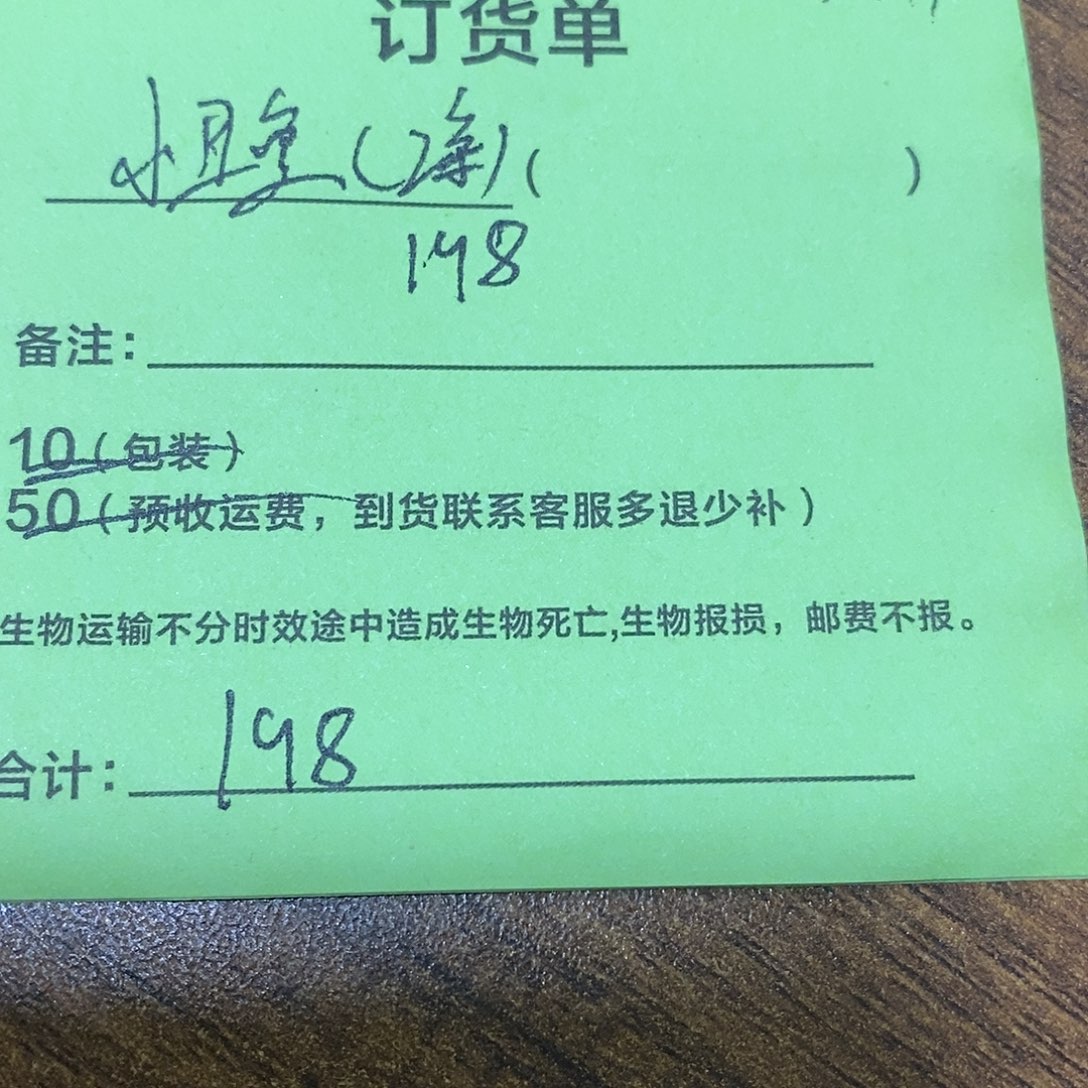 订货单
(2条)( )
198
备注:
10(包装)
50(预收运费，到货联系客服多退少补)
生物运输不分时效途中造成生物死亡,生物报损，邮费不报。
合计: 198